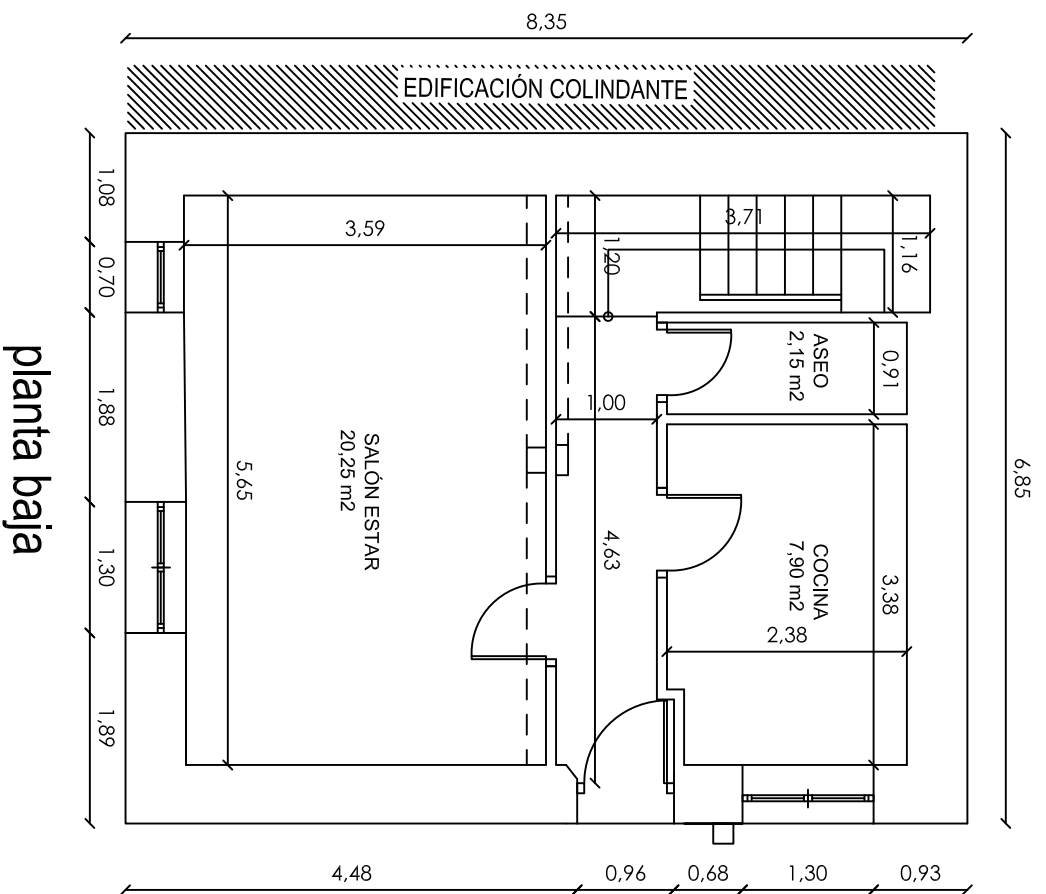 8,35
EDIFICACIÓN COLINDANTE
1,08
0,70
1,88
1,30
1,89
planta baja
3,59
5,65
SALÓN ESTAR
20,25 m2
3,71
1,20
1,16
ASEO
2,15 m2
0,91
1,00
4,63
COCINA
7,90 m2
3,38
2,38
6,85
4,48
0,96
0,68
1,30
0,93